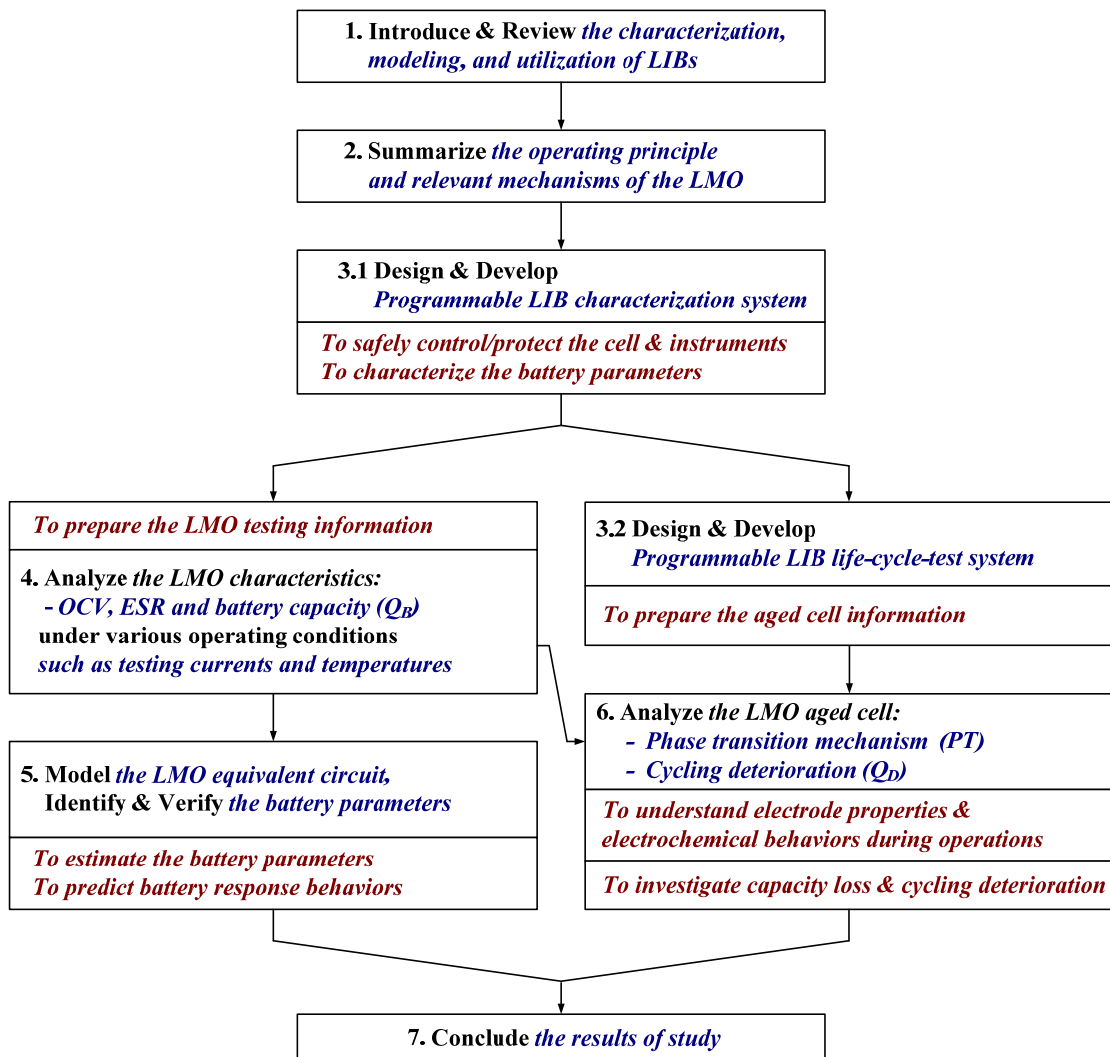 1. Introduce & Review the characterization,
modeling, and utilization of LIBs
2. Summarize the operating principle
and relevant mechanisms of the LMO
3.1 Design & Develop
Programmable LIB characterization system
To safely control/protect the cell & instruments
To characterize the battery parameters
To prepare the LMO testing information
4. Analyze the LMO characteristics:
- OCV, ESR and battery capacity (QB)
under various operating conditions
such as testing currents and temperatures
5. Model the LMO equivalent circuit,
Identify & Verify the battery parameters
To estimate the battery parameters
To predict battery response behaviors
3.2 Design & Develop
Programmable LIB life-cycle-test system
To prepare the aged cell information
6. Analyze the LMO aged cell:
- Phase transition mechanism (PT)
- Cycling deterioration (QD)
To understand electrode properties &
electrochemical behaviors during operations
To investigate capacity loss & cycling deterioration
7. Conclude the results of study